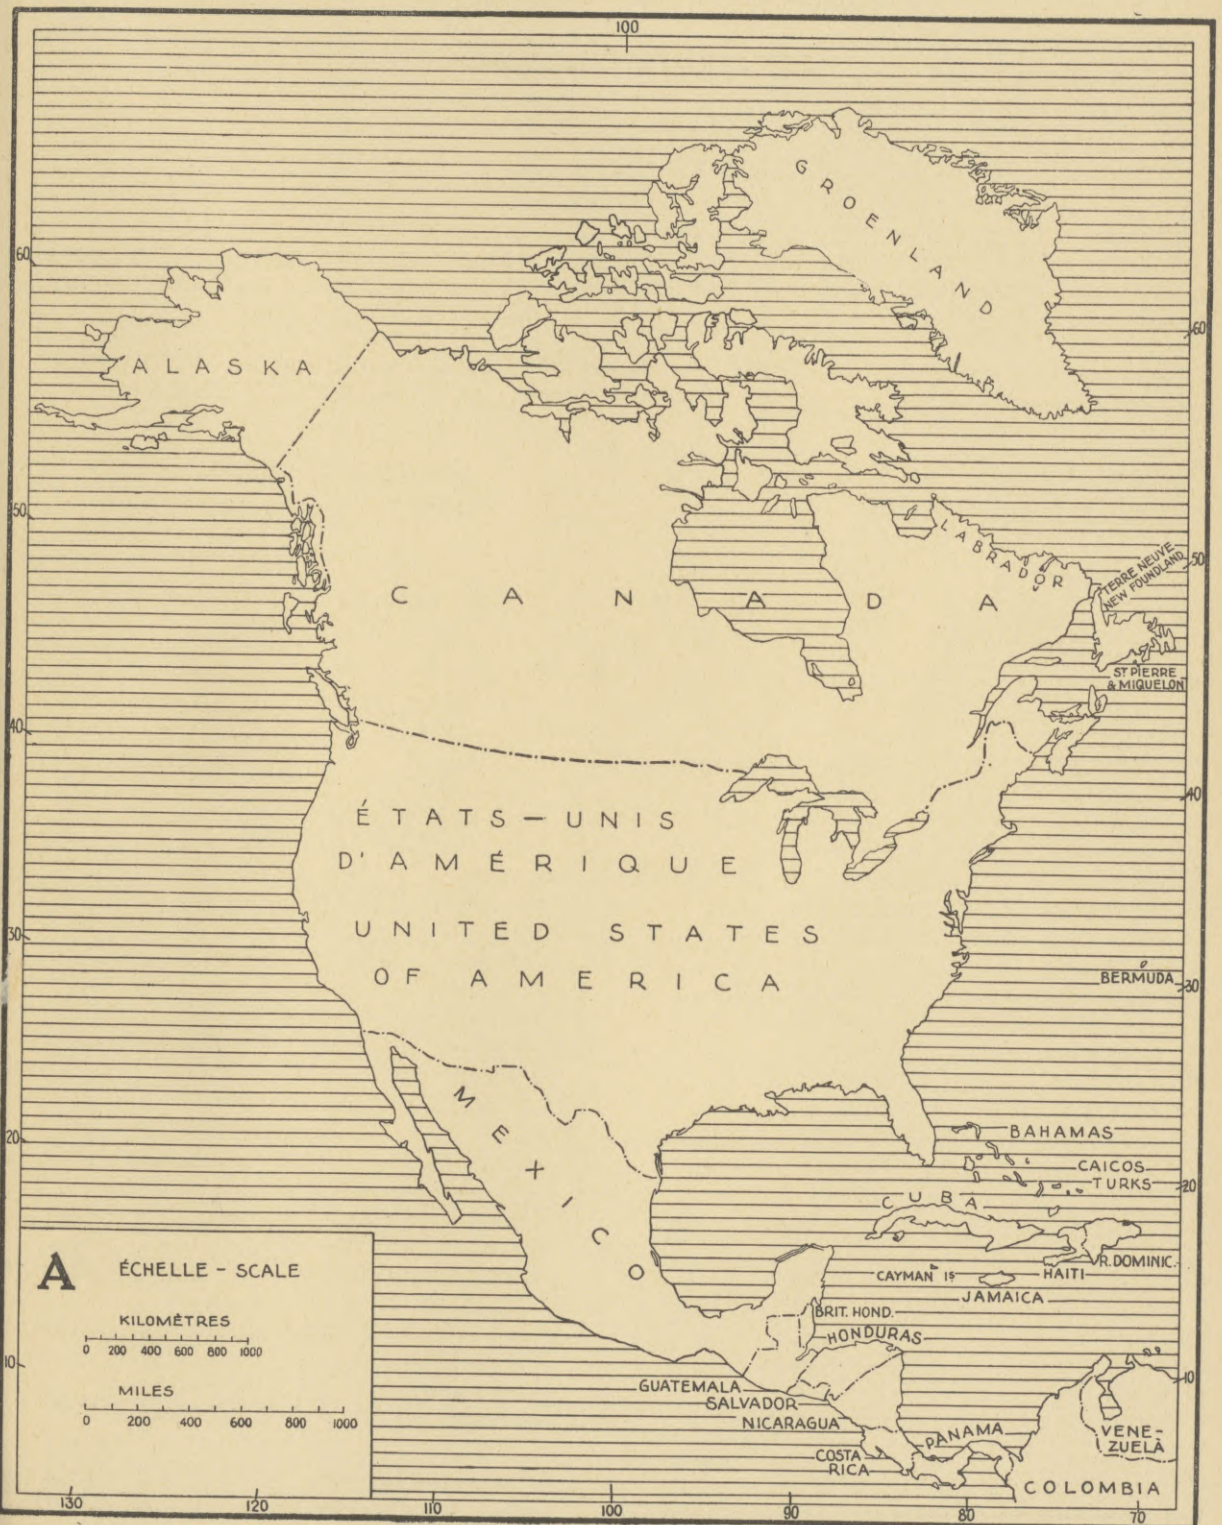 100
GROENLAND
60
60
ALASKA
50
LABRADOR
TERRE NEUVE
NEW FOUNDLAND
50
CANADA
ST PIERRE
& MIQUELON
40
40
ÉTATS-UNIS
D'AMÉRIQUE
UNITED STATES
OF AMERICA
30
BERMUDA
30
MEXICO
20
BAHAMAS
CAICOS
TURKS
20
CUBA
R. DOMINIC.
HAITI
CAYMAN IS
JAMAICA
BRIT. HOND.
HONDURAS
A
ÉCHELLE - SCALE
KILOMÈTRES
0 200 400 600 800 1000
MILES
0 200 400 600 800 1000
10
10
GUATEMALA
SALVADOR
NICARAGUA
PANAMA
COSTA
RICA
VENE-
ZUELÀ
COLOMBIA
130 120 110 100 90 80 70